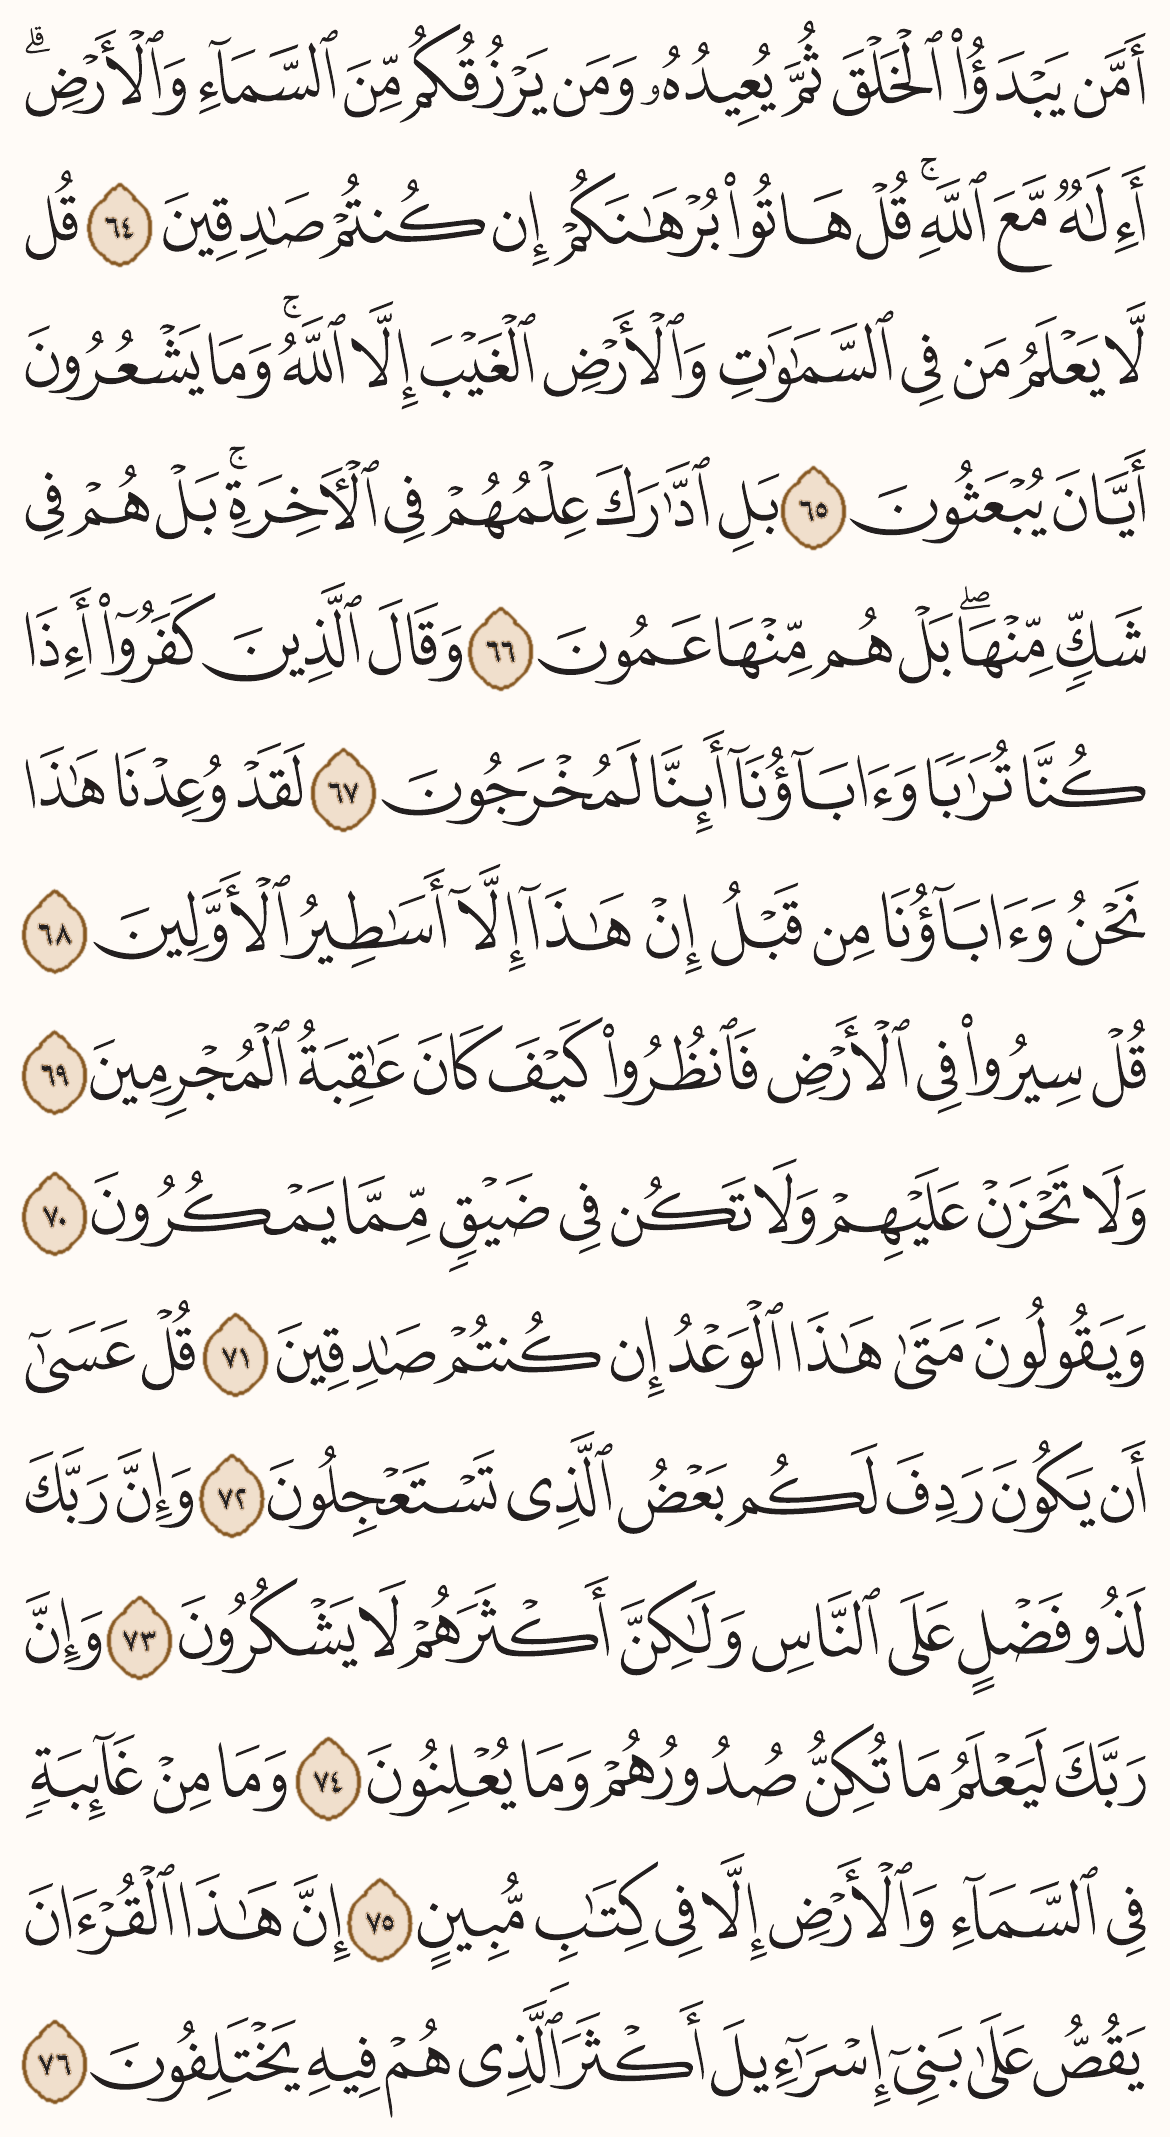 أَمَّن يَبۡدَؤُاْ ٱلۡخَلۡقَ ثُمَّ يُعِيدُهُۥ وَمَن يَرۡزُقُكُم مِّنَ ٱلسَّمَآءِ وَٱلۡأَرۡضِۗ
أَءِلَٰهٞ مَّعَ ٱللَّهِۚ قُلۡ هَاتُواْ بُرۡهَٰنَكُمۡ إِن كُنتُمۡ صَٰدِقِينَ ٦٤ قُل
لَّا يَعۡلَمُ مَن فِي ٱلسَّمَٰوَٰتِ وَٱلۡأَرۡضِ ٱلۡغَيۡبَ إِلَّا ٱللَّهُۚ وَمَا يَشۡعُرُونَ
أَيَّانَ يُبۡعَثُونَ ٦٥ بَلِ ٱدَّٰرَكَ عِلۡمُهُمۡ فِي ٱلۡأٓخِرَةِۚ بَلۡ هُمۡ فِي
شَكّٖ مِّنۡهَاۖ بَلۡ هُم مِّنۡهَا عَمُونَ ٦٦ وَقَالَ ٱلَّذِينَ كَفَرُوٓاْ أَءِذَا
كُنَّا تُرَٰبٗا وَءَابَآؤُنَآ أَئِنَّا لَمُخۡرَجُونَ ٦٧ لَقَدۡ وُعِدۡنَا هَٰذَا
نَحۡنُ وَءَابَآؤُنَا مِن قَبۡلُ إِنۡ هَٰذَآ إِلَّآ أَسَٰطِيرُ ٱلۡأَوَّلِينَ ٦٨
قُلۡ سِيرُواْ فِي ٱلۡأَرۡضِ فَٱنظُرُواْ كَيۡفَ كَانَ عَٰقِبَةُ ٱلۡمُجۡرِمِينَ ٦٩
وَلَا تَحۡزَنۡ عَلَيۡهِمۡ وَلَا تَكُن فِي ضَيۡقٖ مِّمَّا يَمۡكُرُونَ ٧٠
وَيَقُولُونَ مَتَىٰ هَٰذَا ٱلۡوَعۡدُ إِن كُنتُمۡ صَٰدِقِينَ ٧١ قُلۡ عَسَىٰٓ
أَن يَكُونَ رَدِفَ لَكُم بَعۡضُ ٱلَّذِي تَسۡتَعۡجِلُونَ ٧٢ وَإِنَّ رَبَّكَ
لَذُو فَضۡلٍ عَلَى ٱلنَّاسِ وَلَٰكِنَّ أَكۡثَرَهُمۡ لَا يَشۡكُرُونَ ٧٣ وَإِنَّ
رَبَّكَ لَيَعۡلَمُ مَا تُكِنُّ صُدُورُهُمۡ وَمَا يُعۡلِنُونَ ٧٤ وَمَا مِنۡ غَآئِبَةٖ
فِي ٱلسَّمَآءِ وَٱلۡأَرۡضِ إِلَّا فِي كِتَٰبٖ مُّبِينٍ ٧٥ إِنَّ هَٰذَا ٱلۡقُرۡءَانَ
يَقُصُّ عَلَىٰ بَنِيٓ إِسۡرَٰٓءِيلَ أَكۡثَرَ ٱلَّذِي هُمۡ فِيهِ يَخۡتَلِفُونَ ٧٦